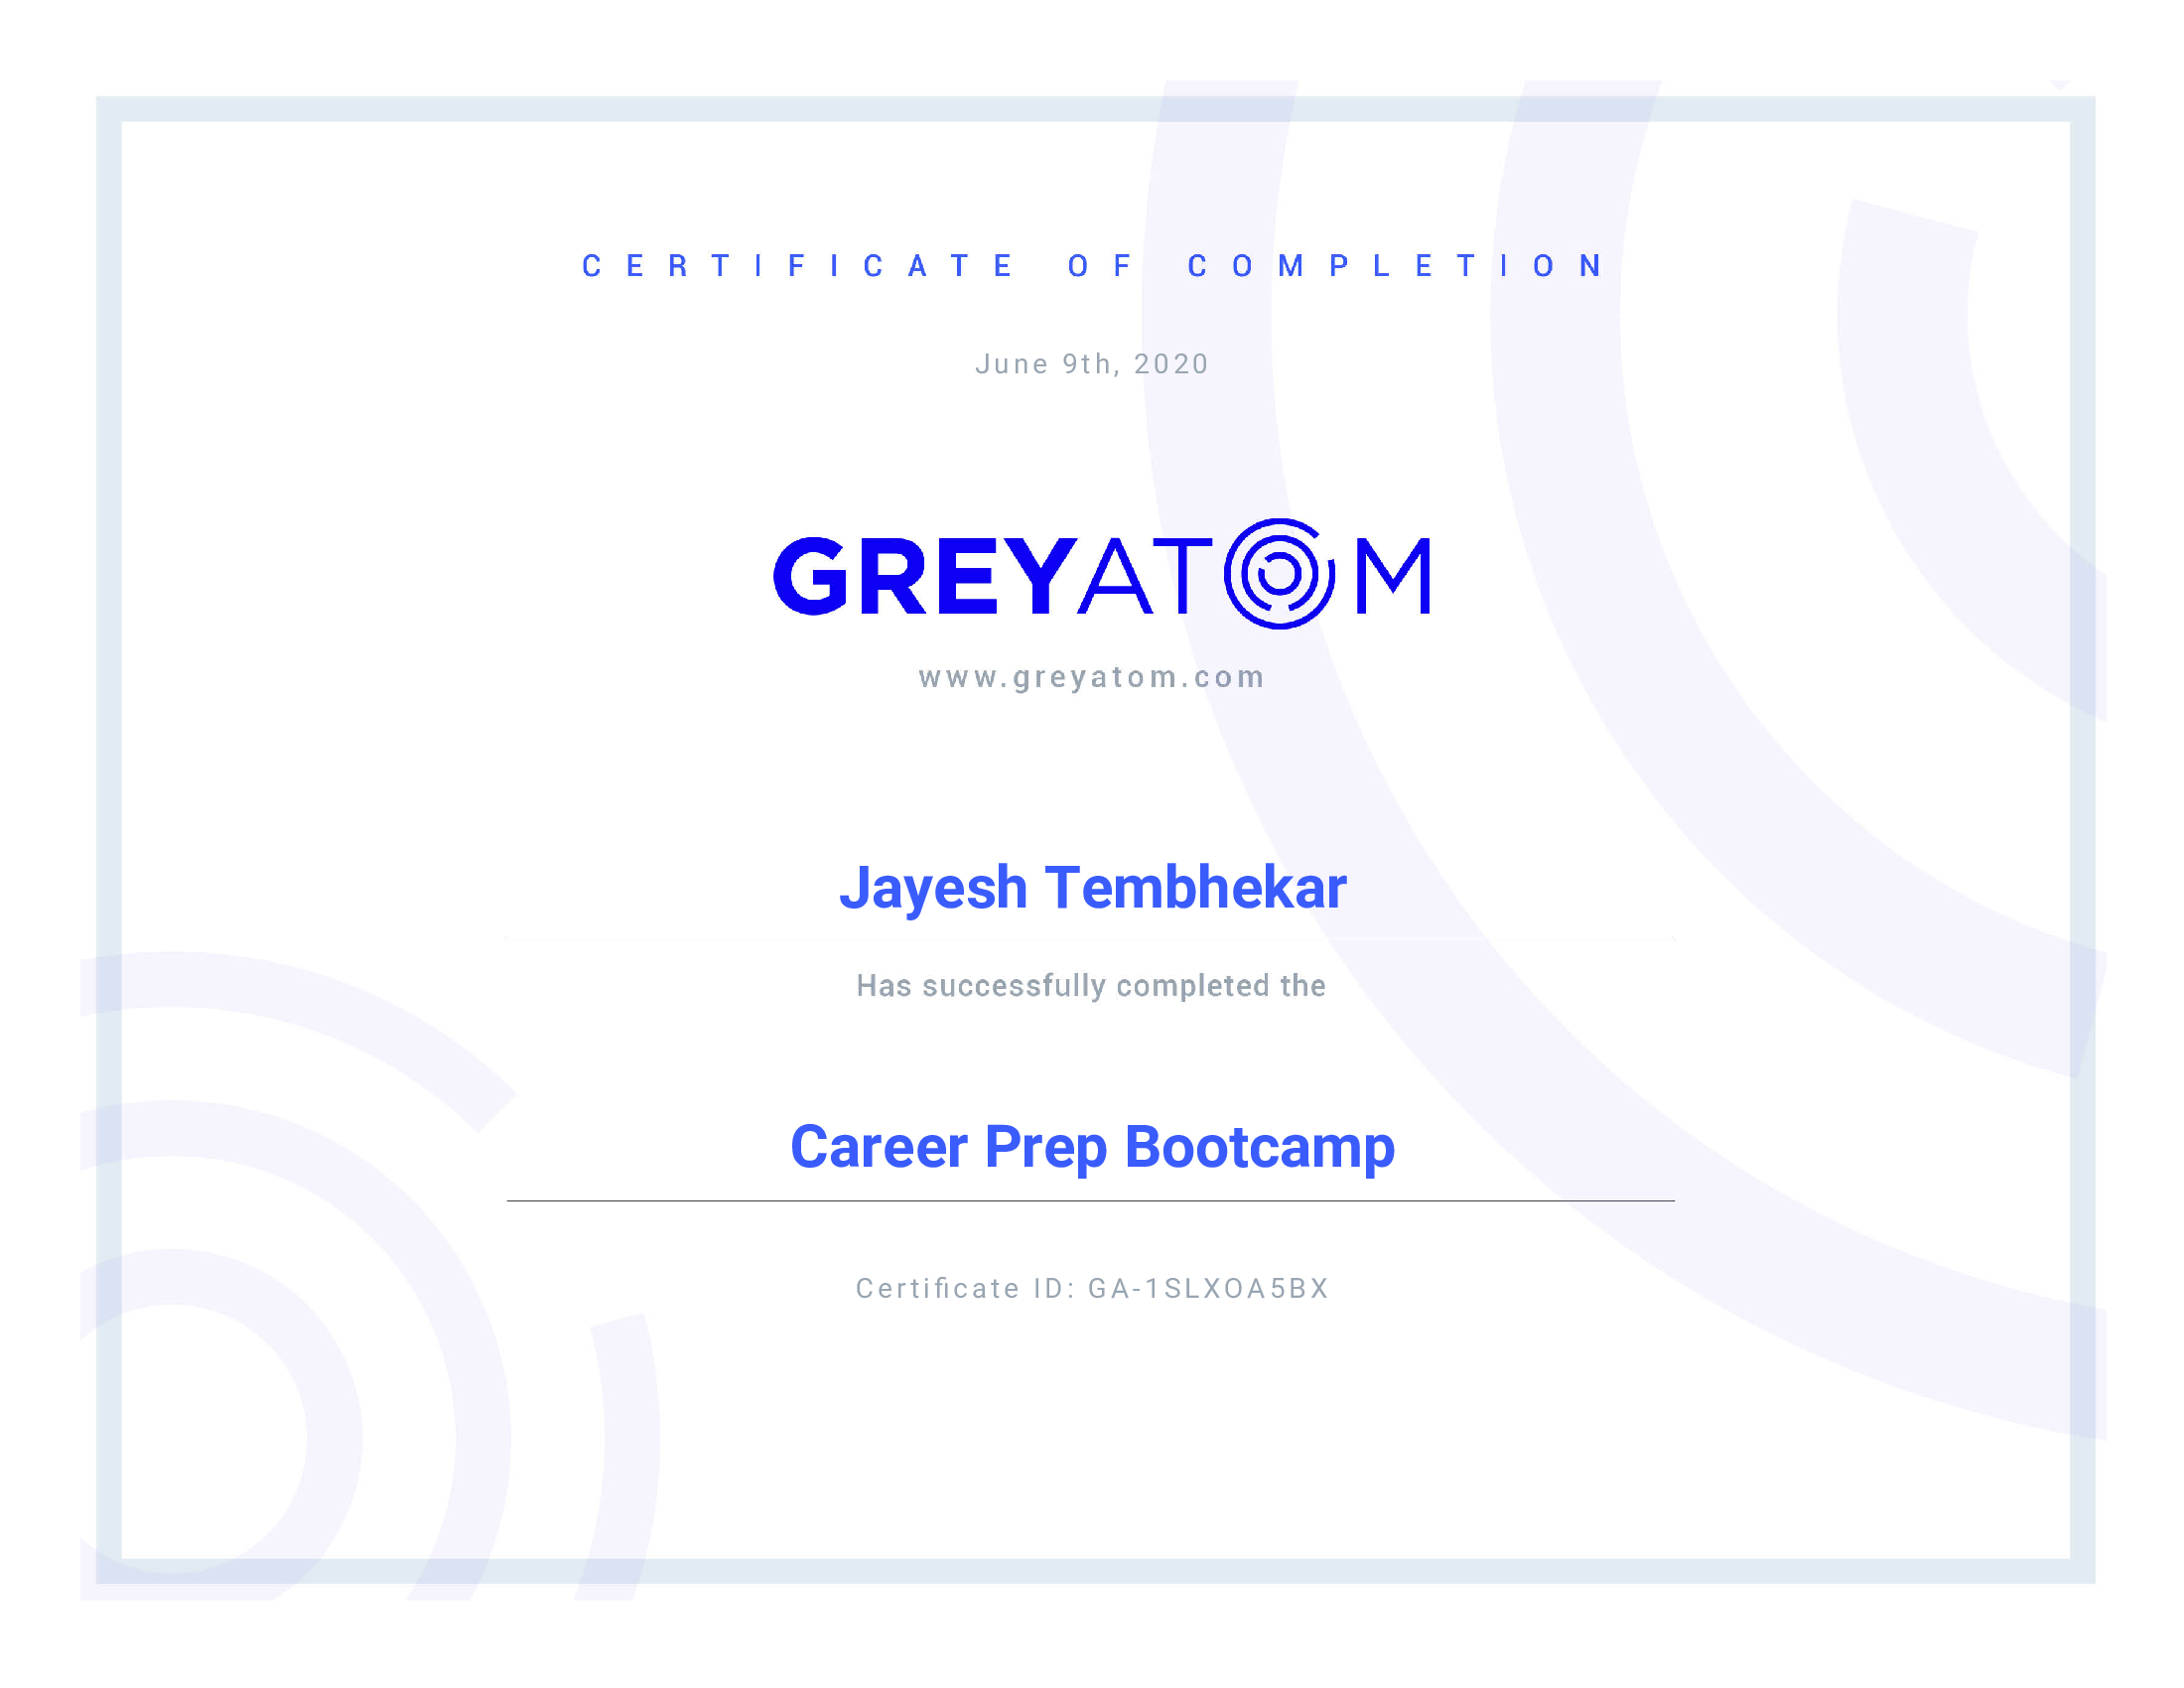 CERTIFICATE OF COMPLETION
June 9th, 2020
GREYATOM
www.greyatom.com
Jayesh Tembhekar
Has successfully completed the
Career Prep Bootcamp
Certificate ID: GA-1SLXOA5BX